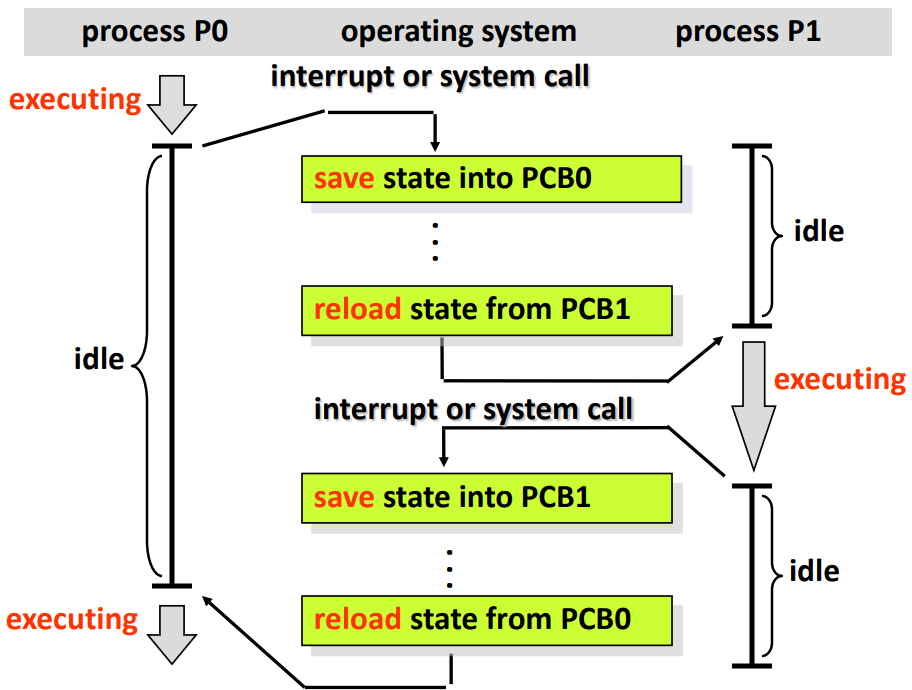 process P0 operating system process P1
interrupt or system call
executing
save state into PCB0
idle
reload state from PCB1
idle
executing
interrupt or system call
save state into PCB1
idle
reload state from PCB0
executing